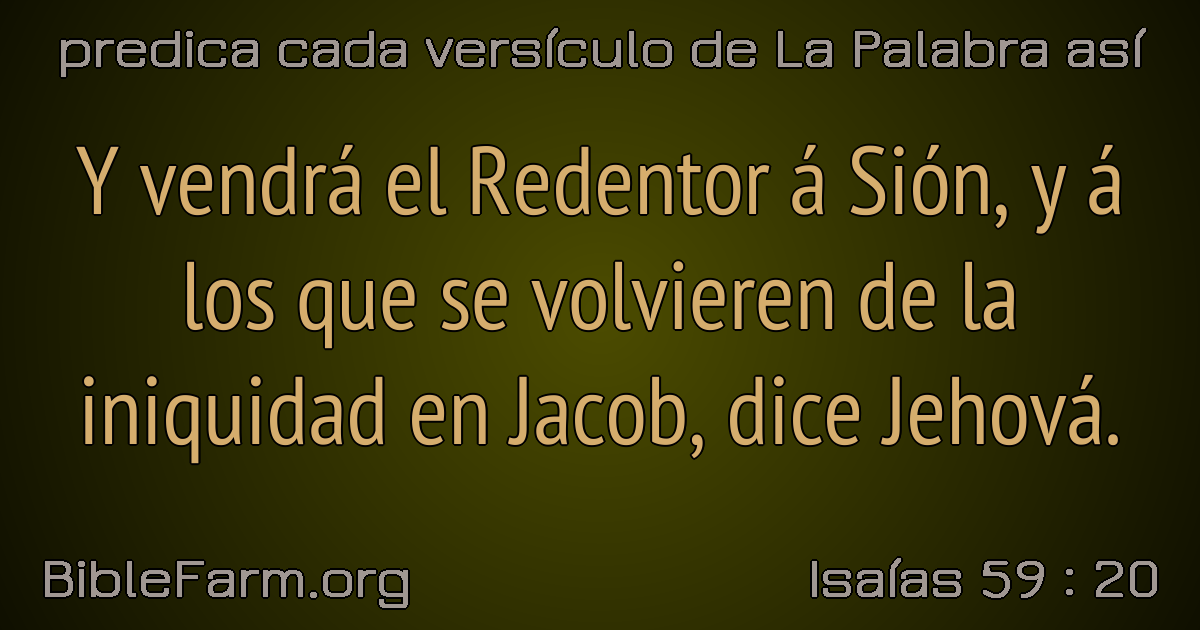 predica cada versículo de La Palabra así
Y vendrá el Redentor á Sión, y á
los que se volvieren de la
iniquidad en Jacob, dice Jehová.
BibleFarm.org
Isaías 59 : 20